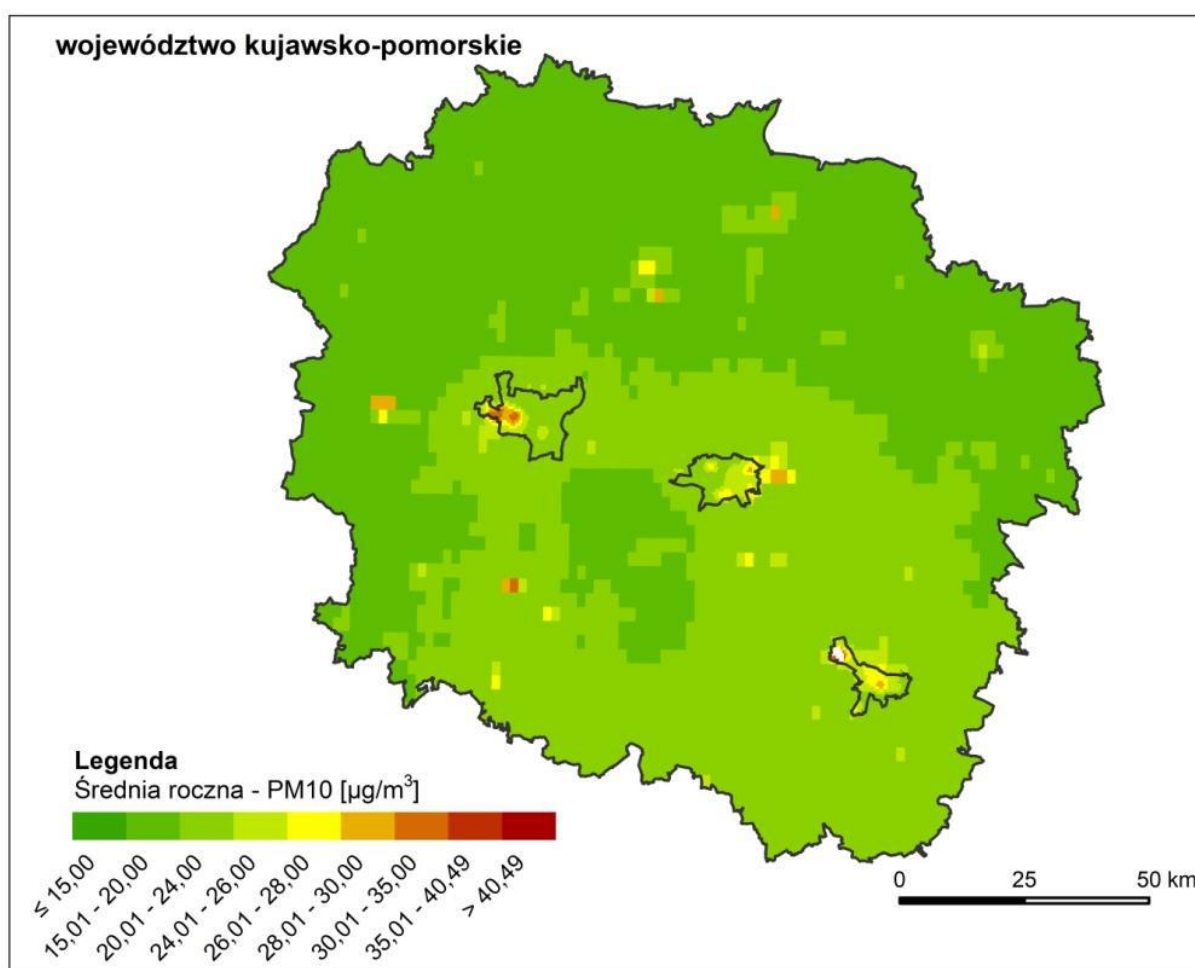 województwo kujawsko-pomorskie
Legenda
Średnia roczna - PM10 [µg/m³]
≤ 15,00
15,01 - 20,00
20,01 - 24,00
24,01 - 26,00
26,01 - 28,00
28,01 - 30,00
30,01 - 35,00
35,01 - 40,49
> 40,49
0 25 50 km